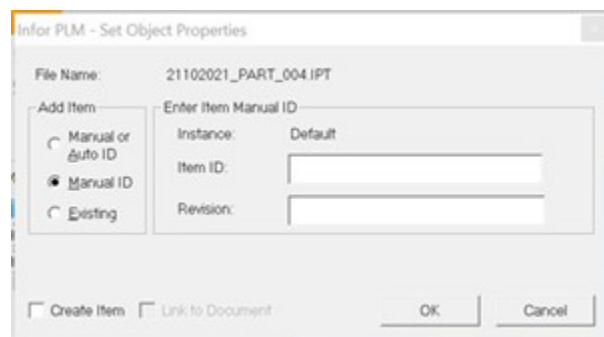 Infor PLM - Set Object Properties
File Name: 21102021_PART_004.IPT
Add Item
Manual or
Auto ID
Manual ID
Existing
Enter Item Manual ID
Instance: Default
Item ID:
Revision:
Create Item Link to Document OK Cancel